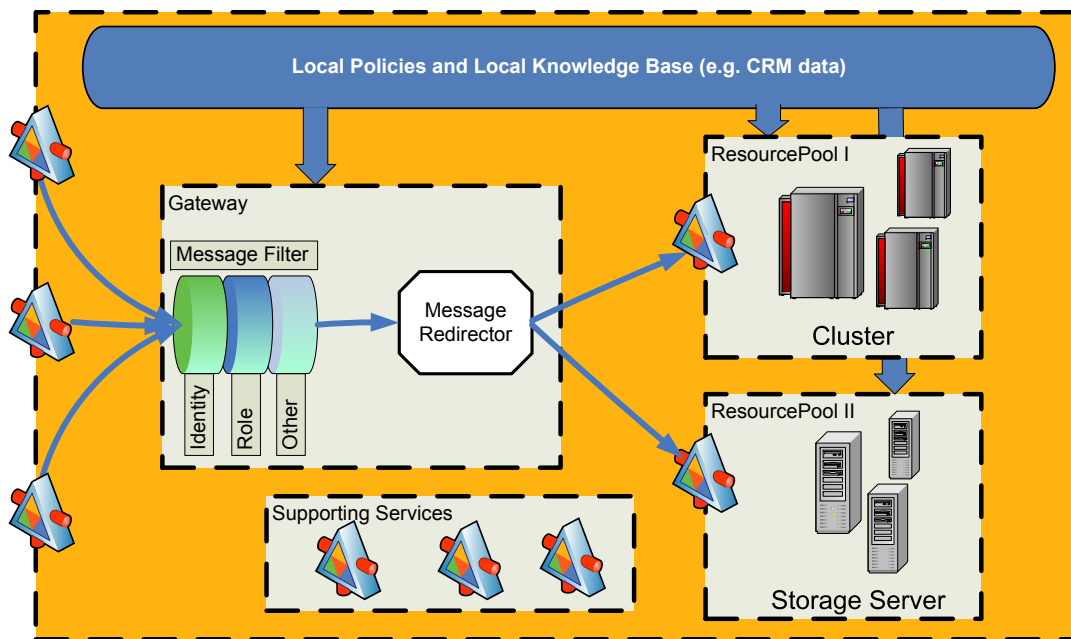 Local Policies and Local Knowledge Base (e.g. CRM data)
ResourcePool I
Gateway
Message Filter
Message
Redirector
Cluster
Identity
Role
Other
ResourcePool II
Supporting Services
Storage Server